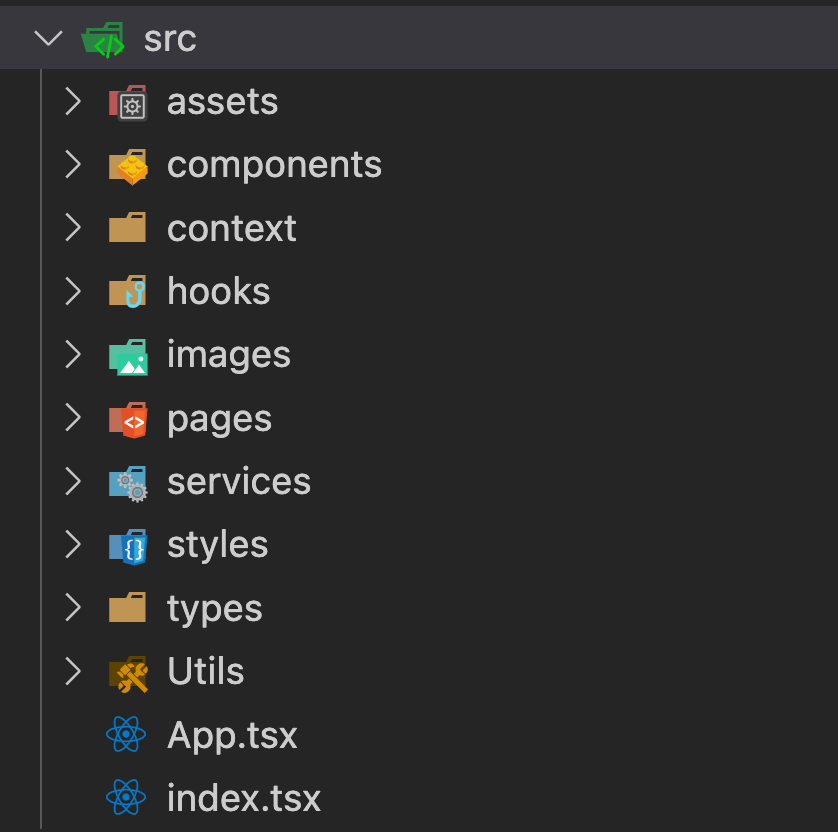 src
assets
components
context
hooks
images
pages
services
styles
types
Utils
App.tsx
index.tsx